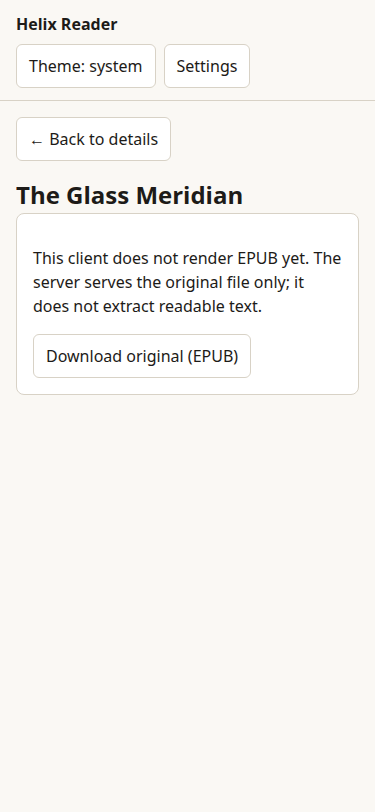 Helix Reader
Theme: system
Settings
← Back to details
The Glass Meridian
This client does not render EPUB yet. The
server serves the original file only; it
does not extract readable text.
Download original (EPUB)